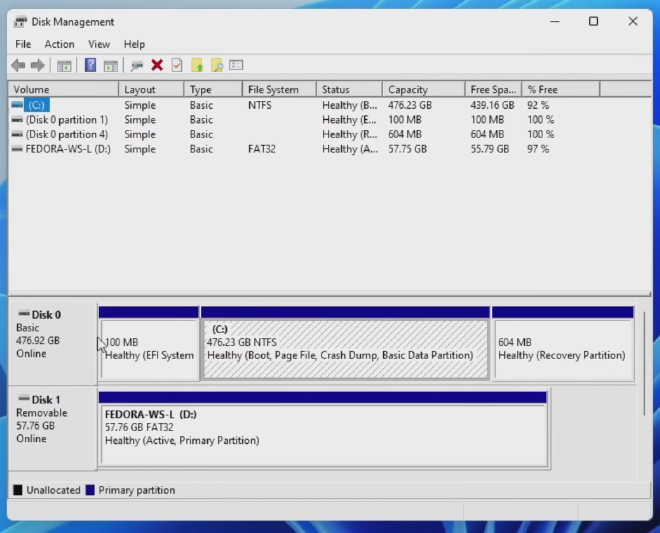 Disk Management
File Action View Help
Volume Layout Type File System Status Capacity Free Spa... % Free
(C:) Simple Basic NTFS Healthy (B... 476.23 GB 439.16 GB 92 %
(Disk 0 partition 1) Simple Basic Healthy (E... 100 MB 100 MB 100 %
(Disk 0 partition 4) Simple Basic Healthy (R... 604 MB 604 MB 100 %
FEDORA-WS-L (D:) Simple Basic FAT32 Healthy (A... 57.75 GB 55.79 GB 97 %
Disk 0
Basic
476.92 GB
Online
100 MB
Healthy (EFI System
(C:)
476.23 GB NTFS
Healthy (Boot, Page File, Crash Dump, Basic Data Partition)
604 MB
Healthy (Recovery Partition)
Disk 1
Removable
57.76 GB
Online
FEDORA-WS-L (D:)
57.76 GB FAT32
Healthy (Active, Primary Partition)
Unallocated Primary partition